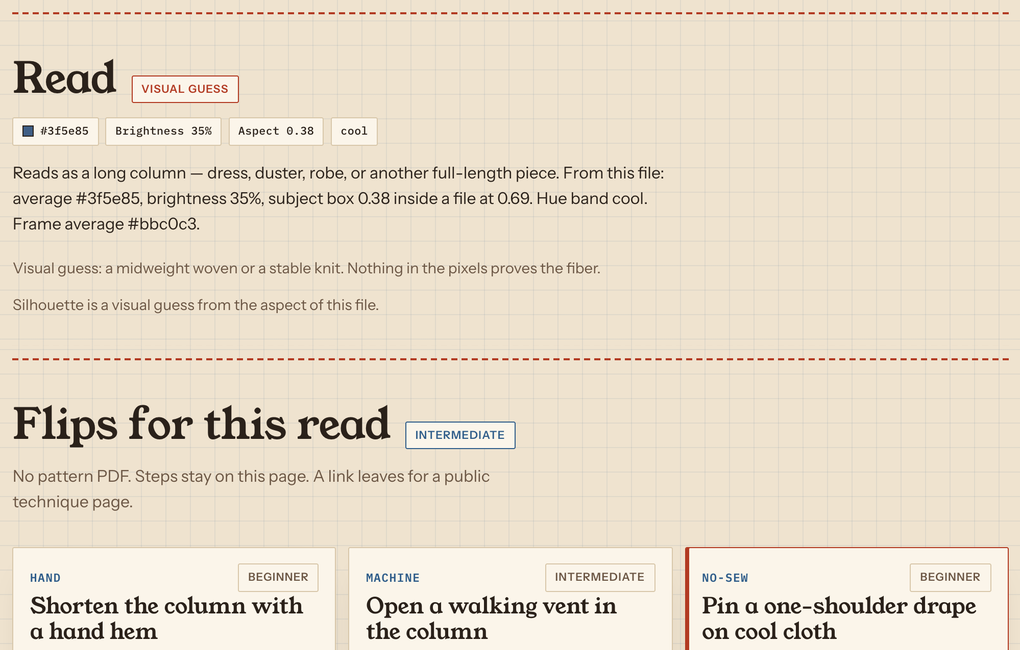 Read VISUAL GUESS
#3f5e85 Brightness 35% Aspect 0.38 cool
Reads as a long column — dress, duster, robe, or another full-length piece. From this file:
average #3f5e85, brightness 35%, subject box 0.38 inside a file at 0.69. Hue band cool.
Frame average #bbc0c3.
Visual guess: a midweight woven or a stable knit. Nothing in the pixels proves the fiber.
Silhouette is a visual guess from the aspect of this file.
Flips for this read INTERMEDIATE
No pattern PDF. Steps stay on this page. A link leaves for a public
technique page.
HAND BEGINNER
Shorten the column with
a hand hem
MACHINE INTERMEDIATE
Open a walking vent in
the column
NO-SEW BEGINNER
Pin a one-shoulder drape
on cool cloth